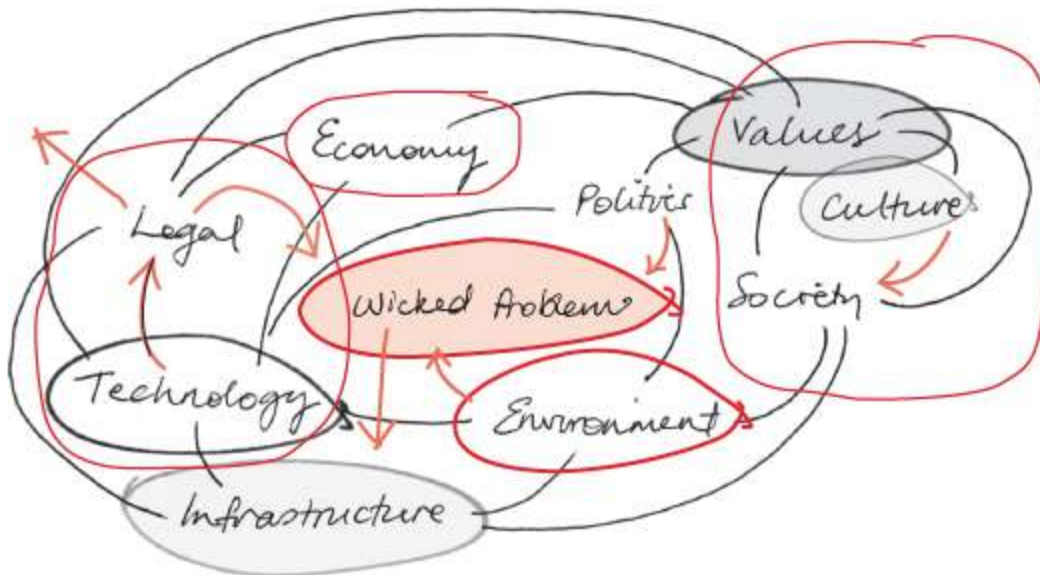 Economy
Values
Politics
Culture
Legal
Wicked Problem
Society
Technology
Environment
Infrastructure